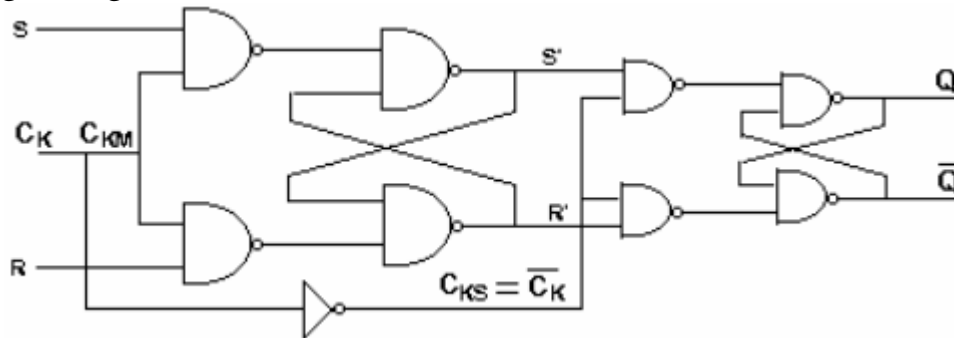 S
S'
Q
C_K C_KM
Q̅
R'
R
C_KS = C̅_K̅